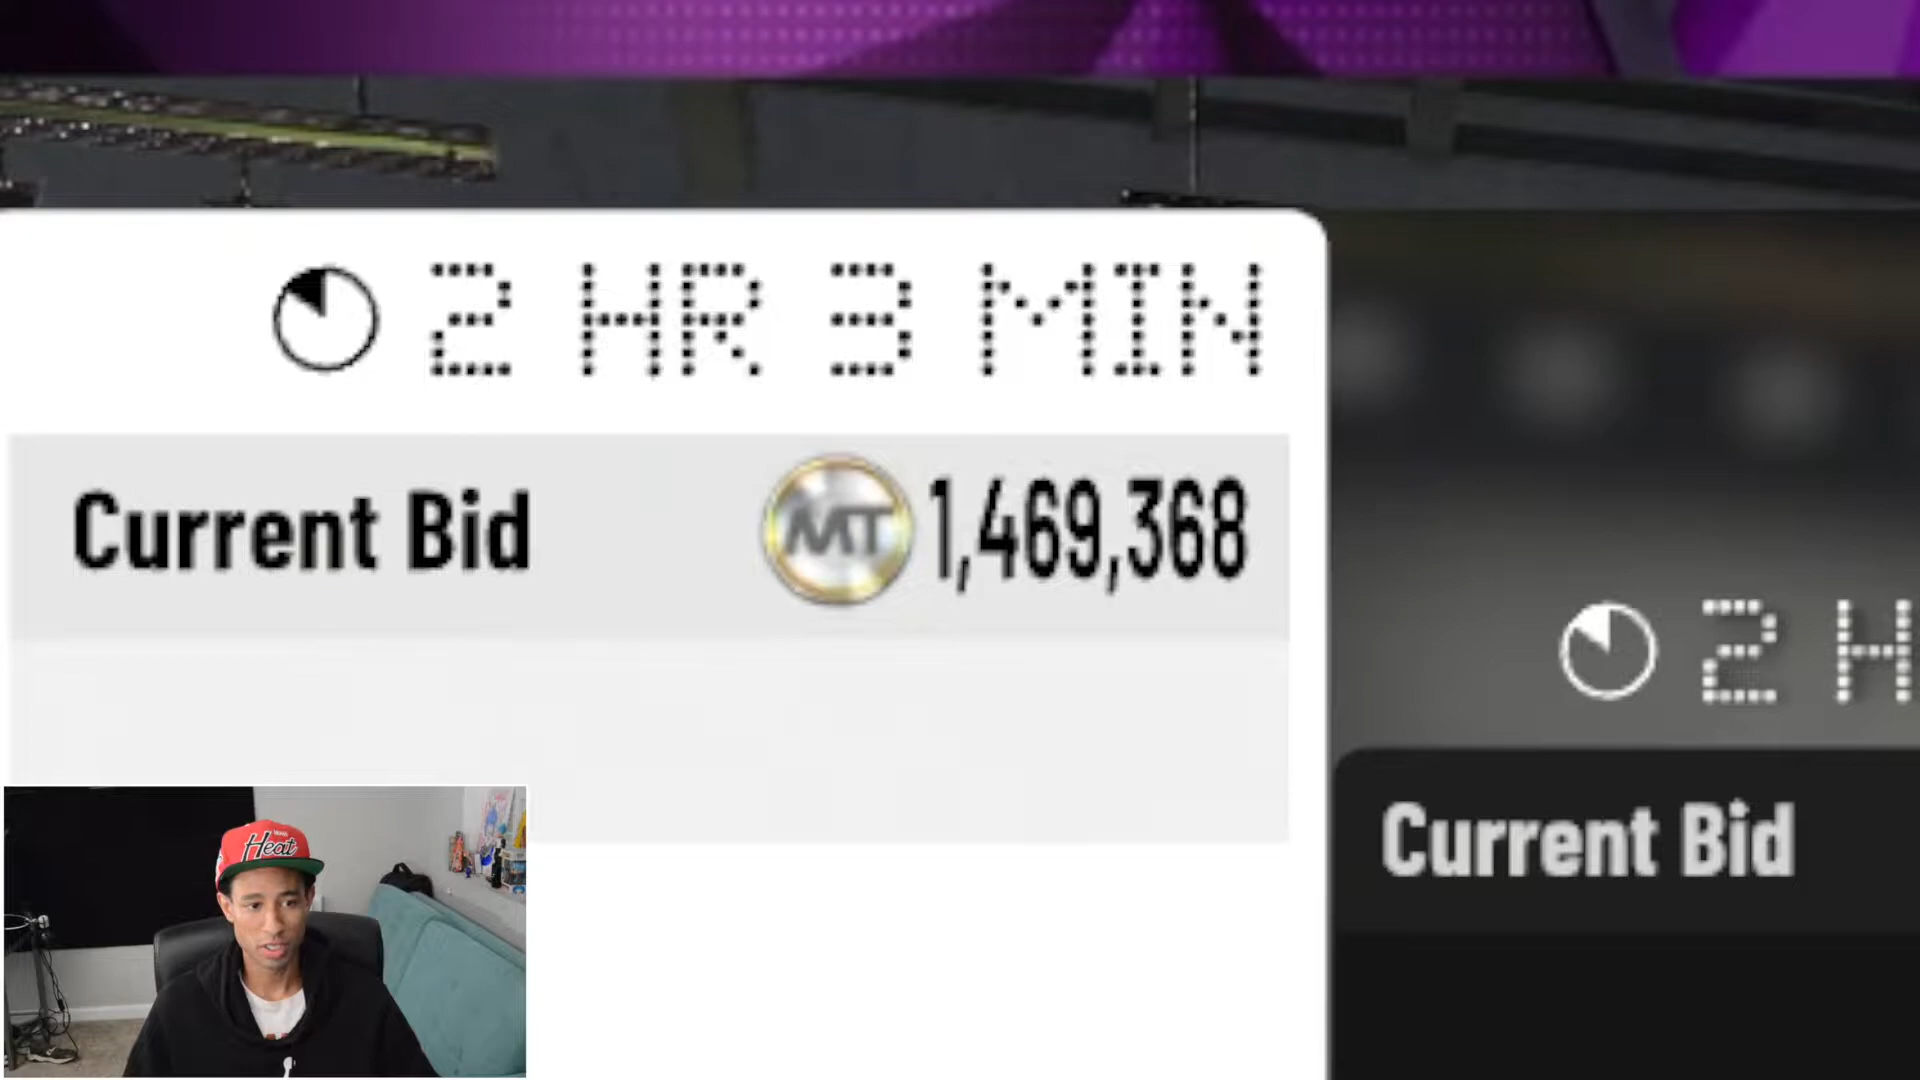 2 HR 3 MIN
Current Bid MT 1,469,368
2 H
Current Bid
Heat